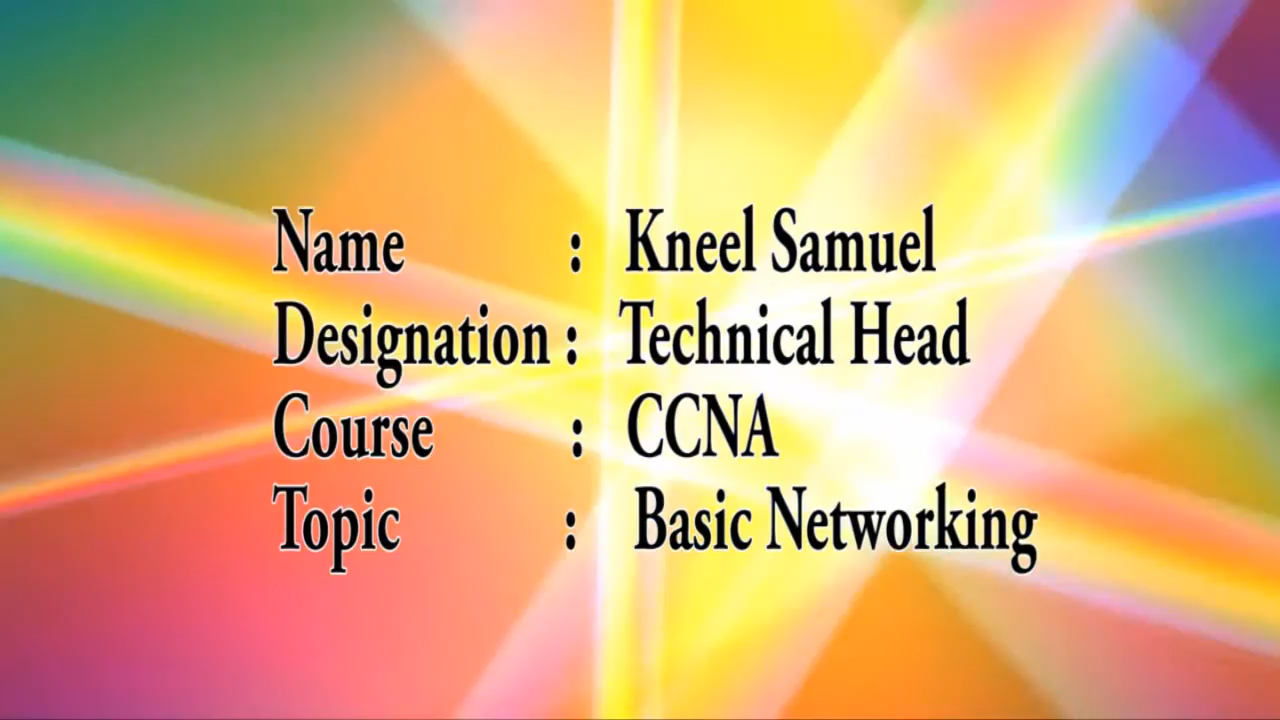 Name : Kneel Samuel
Designation : Technical Head
Course : CCNA
Topic : Basic Networking